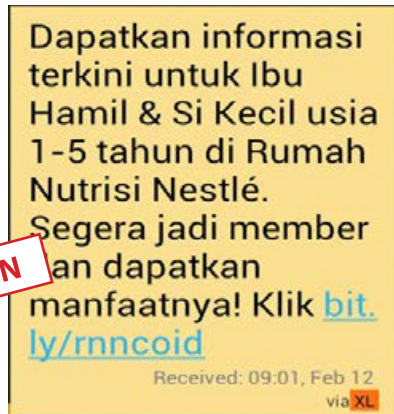 Dapatkan informasi
terkini untuk Ibu
Hamil & Si Kecil usia
1-5 tahun di Rumah
Nutrisi Nestlé.
Segera jadi member
dapatkan
manfaatnya! Klik bit.
ly/rnncoid
Received: 09:01, Feb 12
via XL